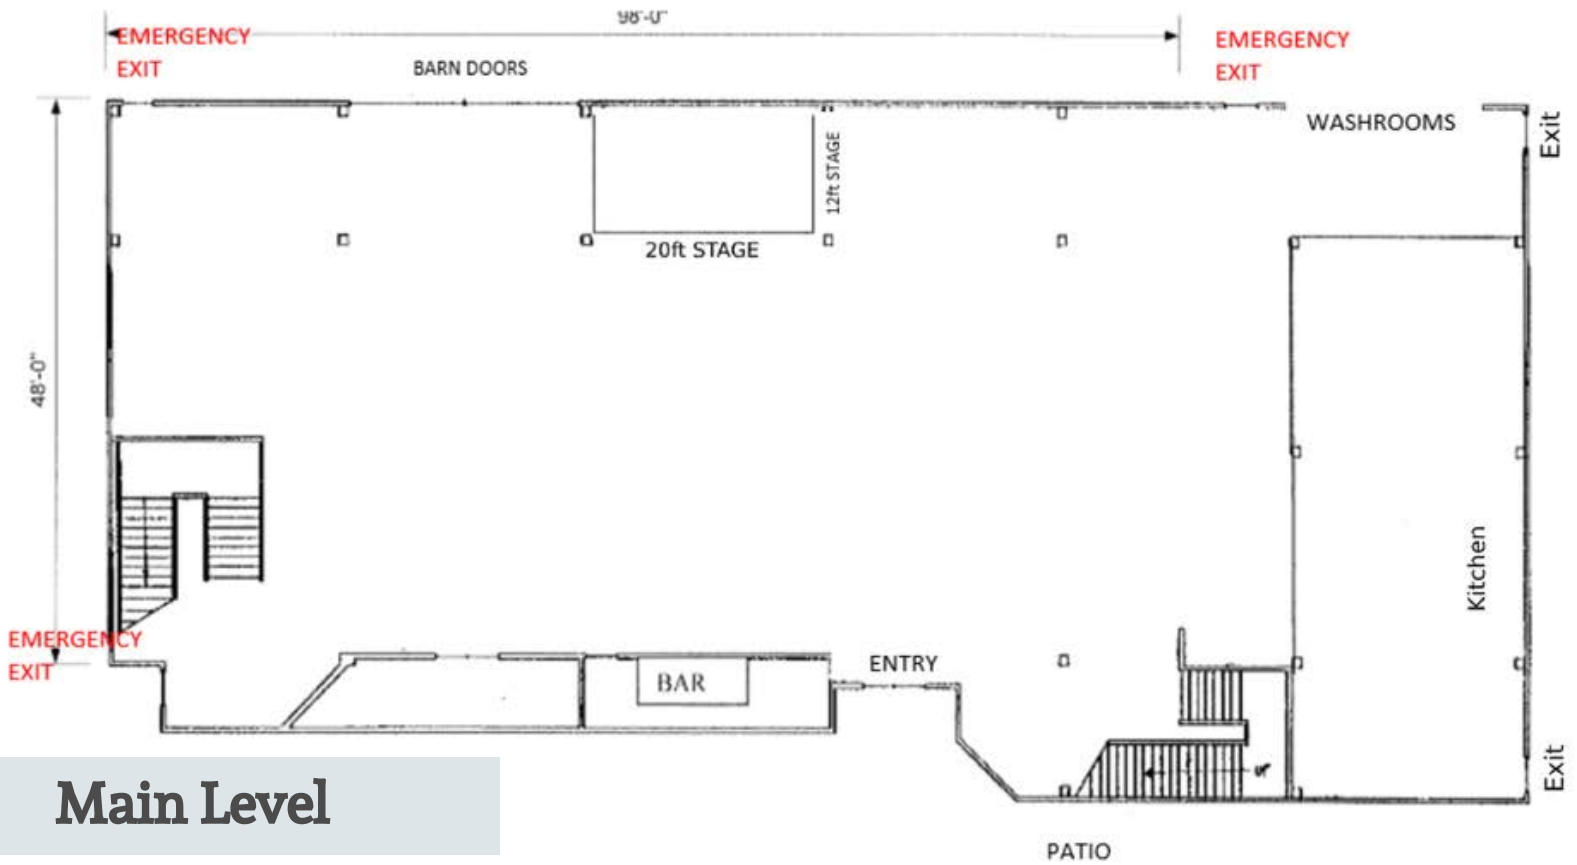 98'-0"
EMERGENCY
EXIT
EMERGENCY
EXIT
BARN DOORS
WASHROOMS
Exit
12ft STAGE
20ft STAGE
48'-0"
Kitchen
EMERGENCY
EXIT
ENTRY
BAR
UP
Exit
Main Level
PATIO